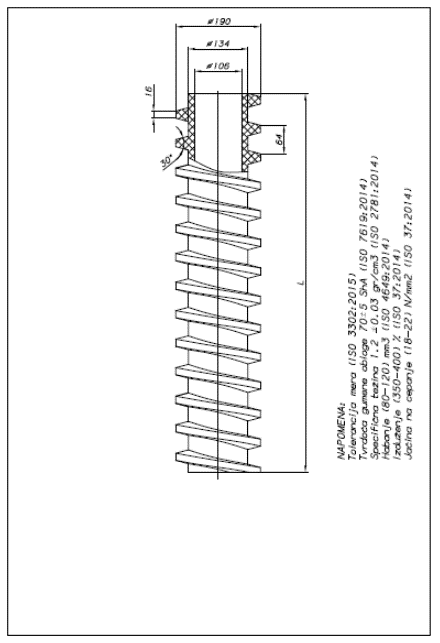 ø190
ø134
ø106
16
30°
64
L
NAPOMENA:
Tolerancija mera (ISO 3302:2015)
Tvrdoća gumene obloge 70±5 ShA (ISO 7619:2014)
Specifična težina 1.2 ±0.03 gr/cm3 (ISO 2781:2014)
Habanje (80-120) mm3 (ISO 4649:2014)
Izduženje (350-400) % (ISO 37:2014)
Jačina na cepanje (18-22) N/mm2 (ISO 37:2014)